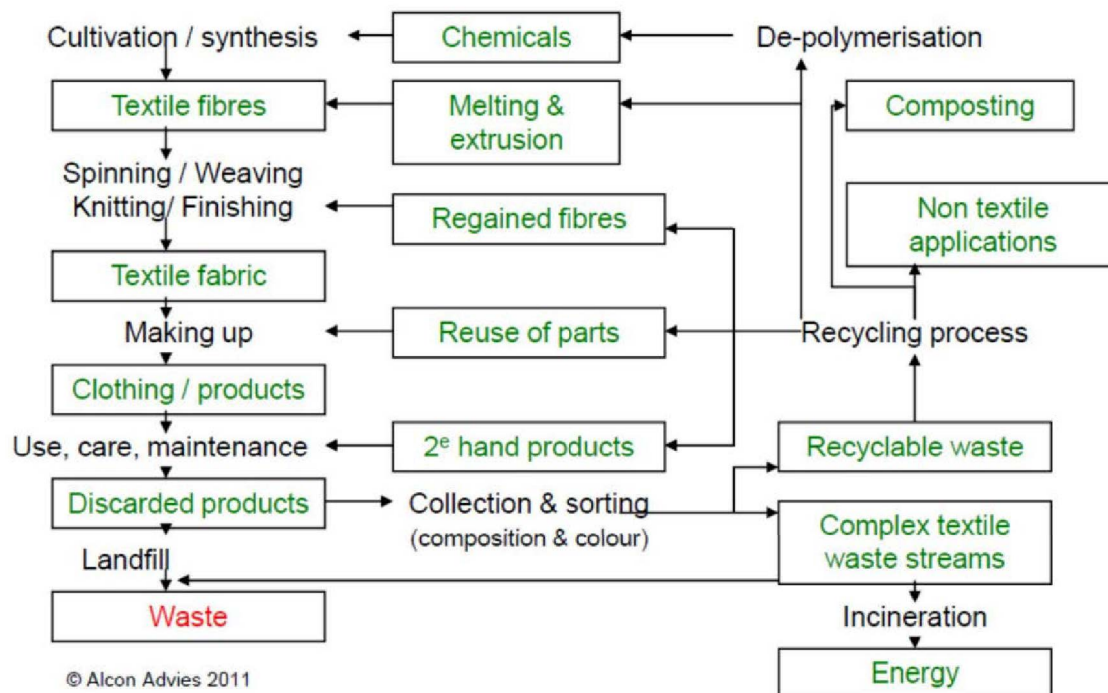 Cultivation / synthesis
Chemicals
De-polymerisation
Textile fibres
Melting &
extrusion
Composting
Spinning / Weaving
Knitting/ Finishing
Regained fibres
Non textile
applications
Textile fabric
Making up
Reuse of parts
Recycling process
Clothing / products
Use, care, maintenance
2e hand products
Recyclable waste
Discarded products
Collection & sorting
(composition & colour)
Complex textile
waste streams
Landfill
Waste
Incineration
Energy
© Alcon Advies 2011